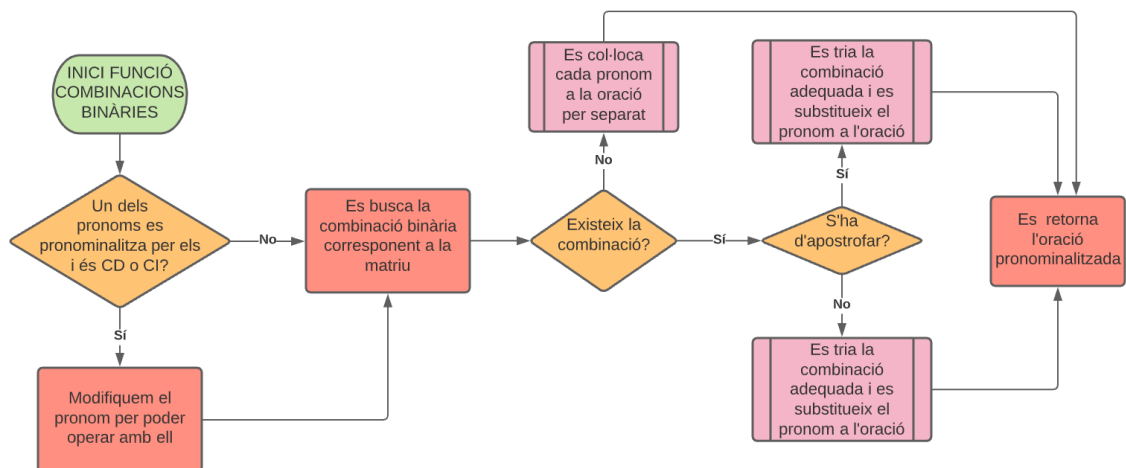 INICI FUNCIÓ
COMBINACIONS
BINÀRIES
Un dels
pronoms es
pronominalitza per els
i és CD o CI?
No
Sí
Modifiquem el
pronom per poder
operar amb ell
Es busca la
combinació binària
corresponent a la
matriu
Existeix la
combinació?
No
Es col·loca
cada pronom
a la oració
per separat
Sí
S'ha
d'apostrofar?
Sí
Es tria la
combinació
adequada i es
substitueix el
pronom a l'oració
No
Es tria la
combinació
adequada i es
substitueix el
pronom a l'oració
Es retorna
l'oració
pronominalitzada